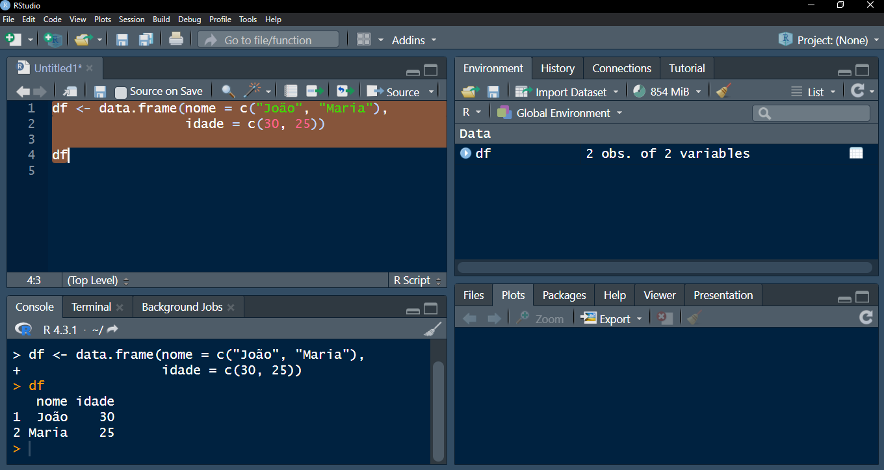 RStudio
File Edit Code View Plots Session Build Debug Profile Tools Help
Go to file/function Addins Project: (None)
Untitled1*
Source on Save Source
1 df <- data.frame(nome = c("João", "Maria"),
2 idade = c(30, 25))
3
4 df
5
4:3 (Top Level) R Script
Console Terminal Background Jobs
R 4.3.1 · ~/
> df <- data.frame(nome = c("João", "Maria"),
+ idade = c(30, 25))
> df
nome idade
1 João 30
2 Maria 25
>
Environment History Connections Tutorial
Import Dataset 854 MiB List
R Global Environment
Data
df 2 obs. of 2 variables
Files Plots Packages Help Viewer Presentation
Zoom Export